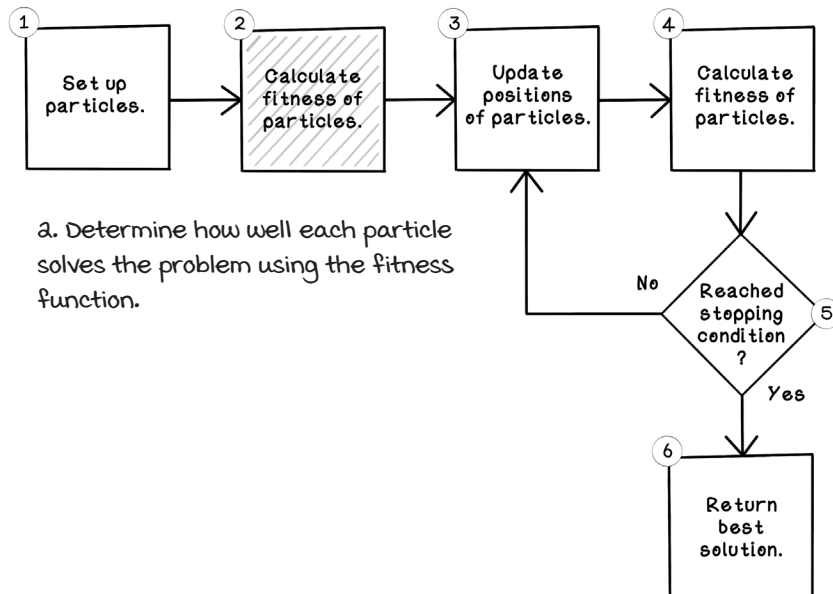 1
Set up
particles.
2
Calculate
fitness of
particles.
3
Update
positions
of particles.
4
Calculate
fitness of
particles.
2. Determine how well each particle
solves the problem using the fitness
function.
No
Reached
stopping
condition
?
5
Yes
6
Return
best
solution.